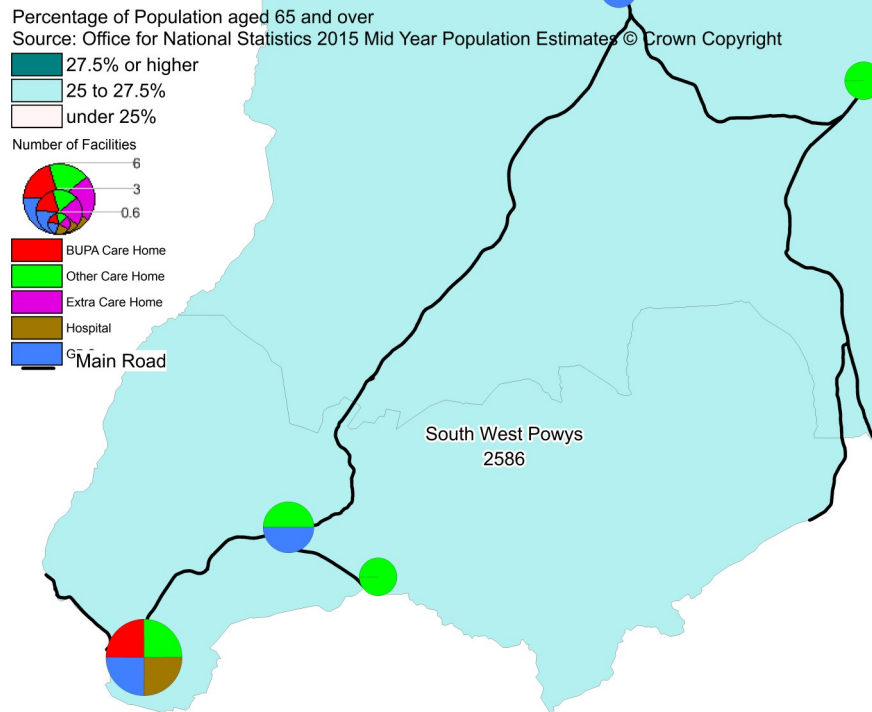 Percentage of Population aged 65 and over
Source: Office for National Statistics 2015 Mid Year Population Estimates © Crown Copyright
27.5% or higher
25 to 27.5%
under 25%
Number of Facilities
6
3
0.6
BUPA Care Home
Other Care Home
Extra Care Home
Hospital
Main Road
South West Powys
2586